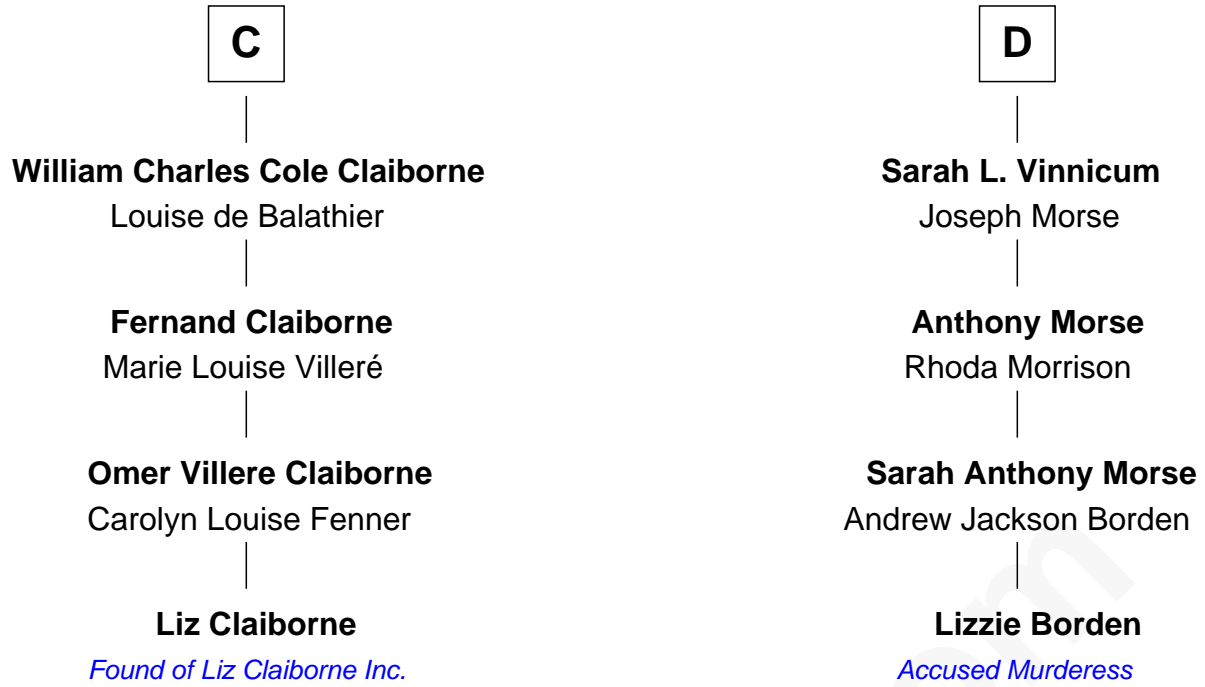 C
William Charles Cole Claiborne
Louise de Balathier
Fernand Claiborne
Marie Louise Villeré
Omer Villere Claiborne
Carolyn Louise Fenner
Liz Claiborne
Found of Liz Claiborne Inc.
D
Sarah L. Vinnicum
Joseph Morse
Anthony Morse
Rhoda Morrison
Sarah Anthony Morse
Andrew Jackson Borden
Lizzie Borden
Accused Murderess